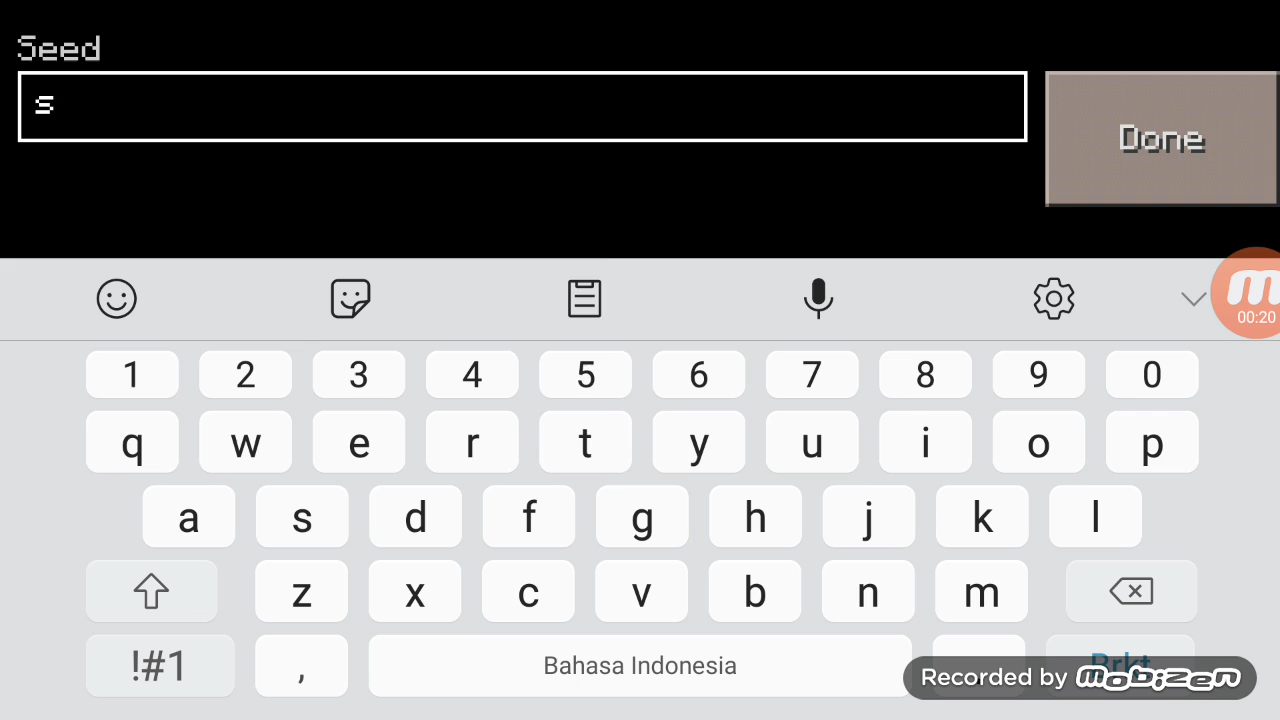 Seed
s
Done
00:20
1 2 3 4 5 6 7 8 9 0
q w e r t y u i o p
a s d f g h j k l
z x c v b n m
!#1 , Bahasa Indonesia Brkt
Recorded by mobizen